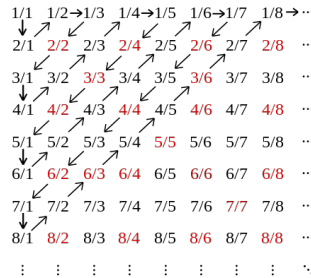 1/1 1/2 1/3 1/4 1/5 1/6 1/7 1/8 ··
2/1 2/2 2/3 2/4 2/5 2/6 2/7 2/8 ··
3/1 3/2 3/3 3/4 3/5 3/6 3/7 3/8 ··
4/1 4/2 4/3 4/4 4/5 4/6 4/7 4/8 ··
5/1 5/2 5/3 5/4 5/5 5/6 5/7 5/8 ··
6/1 6/2 6/3 6/4 6/5 6/6 6/7 6/8 ··
7/1 7/2 7/3 7/4 7/5 7/6 7/7 7/8 ··
8/1 8/2 8/3 8/4 8/5 8/6 8/7 8/8 ··
⋮ ⋮ ⋮ ⋮ ⋮ ⋮ ⋮ ⋮ ⋱